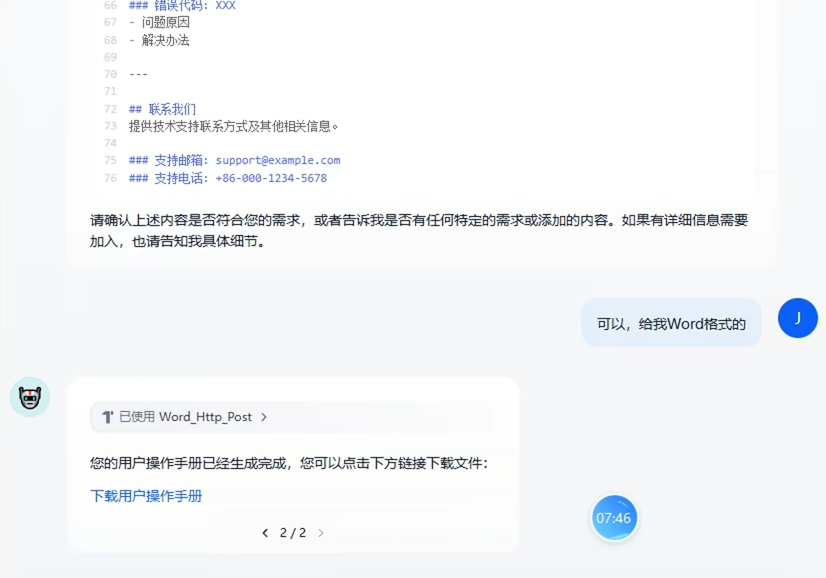 66 ### 错误代码: XXX
67 - 问题原因
68 - 解决办法
69
70 ---
71
72 ## 联系我们
73 提供技术支持联系方式及其他相关信息。
74
75 ### 支持邮箱: support@example.com
76 ### 支持电话: +86-000-1234-5678
请确认上述内容是否符合您的需求，或者告诉我是否有任何特定的需求或添加的内容。如果有详细信息需要
加入，也请告知我具体细节。
可以，给我Word格式的
J
已使用 Word_Http_Post >
您的用户操作手册已经生成完成，您可以点击下方链接下载文件：
下载用户操作手册
< 2 / 2 >
07:46